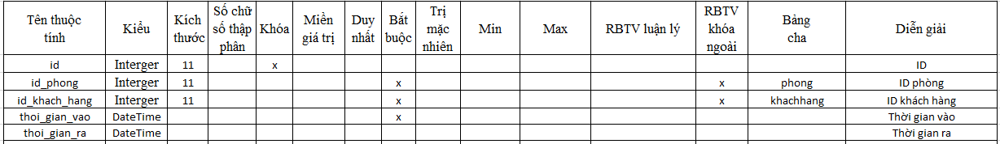 Tên thuộc tính	Kiểu	Kích thước	Số chữ số thập phân	Khóa	Miền giá trị	Duy nhất	Bắt buộc	Trị mặc nhiên	Min	Max	RBTV luận lý	RBTV khóa ngoài	Bảng cha	Diễn giải
id	Interger	11	x	ID
id_phong	Interger	11	x	x	phong	ID phòng
id_khach_hang	Interger	11	x	x	khachhang	ID khách hàng
thoi_gian_vao	DateTime	x	Thời gian vào
thoi_gian_ra	DateTime	Thời gian ra